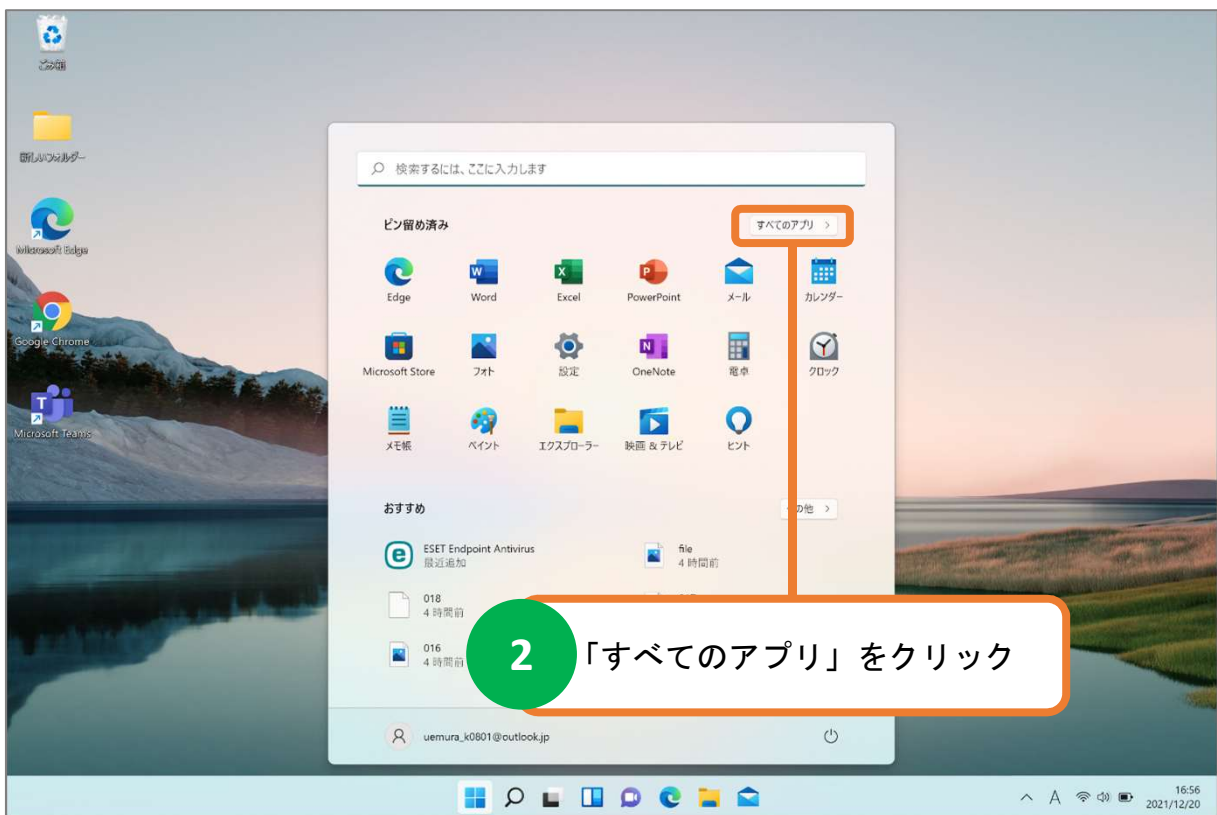 ごみ箱
新しいフォルダー
Microsoft Edge
Google Chrome
Microsoft Teams
検索するには、ここに入力します
ピン留め済み
すべてのアプリ >
Edge
Word
Excel
PowerPoint
メール
カレンダー
Microsoft Store
フォト
設定
OneNote
電卓
クロック
メモ帳
ペイント
エクスプローラー
映画 & テレビ
ヒント
おすすめ
の他 >
ESET Endpoint Antivirus
最近追加
file
4 時間前
018
4 時間前
016
4 時間前
2
「すべてのアプリ」をクリック
uemura_k0801@outlook.jp
A
16:56
2021/12/20